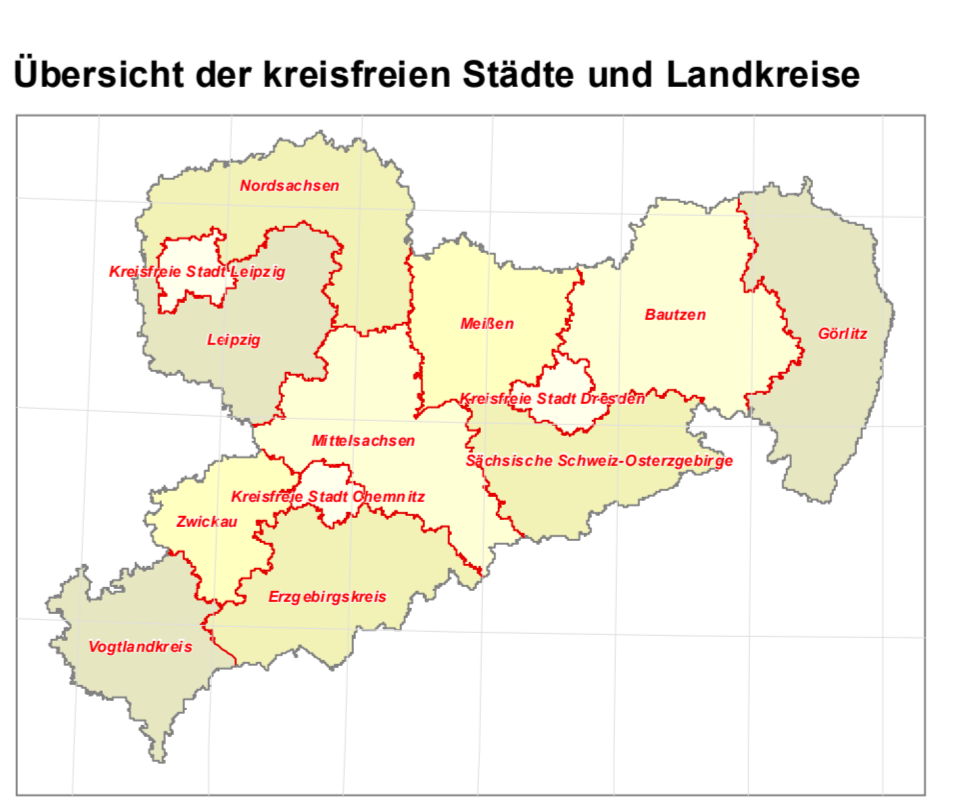 Übersicht der kreisfreien Städte und Landkreise
Nordsachsen
Kreisfreie Stadt Leipzig
Leipzig
Meißen
Bautzen
Görlitz
Kreisfreie Stadt Dresden
Mittelsachsen
Sächsische Schweiz-Osterzgebirge
Kreisfreie Stadt Chemnitz
Zwickau
Erzgebirgskreis
Vogtlandkreis